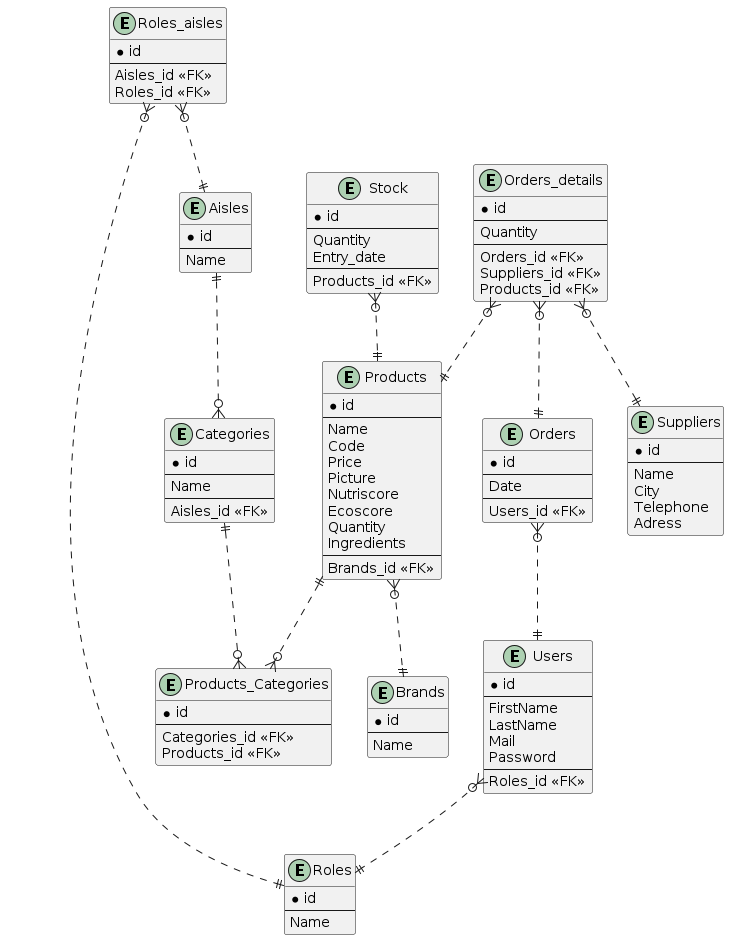 E Roles_aisles
id
Aisles_id «FK»
Roles_id «FK»
E Aisles
id
Name
E Stock
id
Quantity
Entry_date
Products_id «FK»
E Orders_details
id
Quantity
Orders_id «FK»
Suppliers_id «FK»
Products_id «FK»
E Products
id
Name
Code
Price
Picture
Nutriscore
Ecoscore
Quantity
Ingredients
Brands_id «FK»
E Categories
id
Name
Aisles_id «FK»
E Orders
id
Date
Users_id «FK»
E Suppliers
id
Name
City
Telephone
Adress
E Products_Categories
id
Categories_id «FK»
Products_id «FK»
E Brands
id
Name
E Users
id
FirstName
LastName
Mail
Password
Roles_id «FK»
E Roles
id
Name